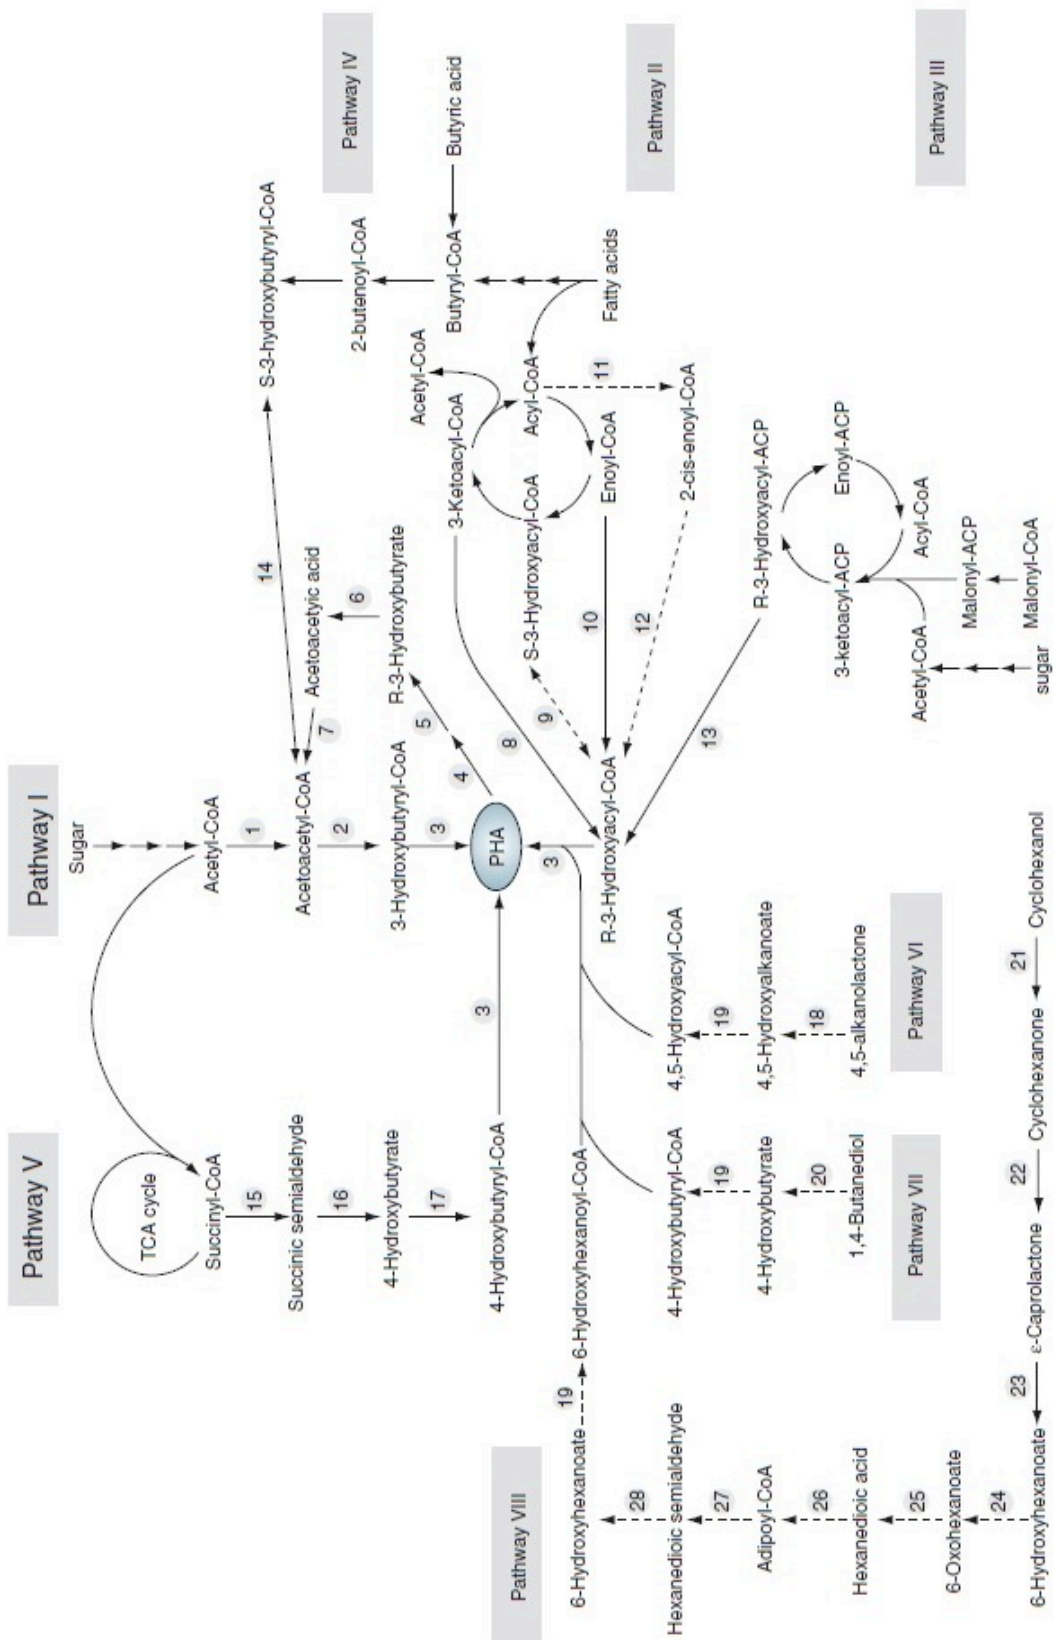 Pathway V
Pathway I
Sugar
TCA cycle
Succinyl-CoA
Acetyl-CoA
15
1
14
S-3-hydroxybutyryl-CoA
Succinic semialdehyde
Acetoacetyl-CoA
7
Acetoacetyic acid
16
2
6
2-butenoyl-CoA
Pathway IV
4-Hydroxybutyrate
3-Hydroxybutyryl-CoA
5
R-3-Hydroxybutyrate
Acetyl-CoA
17
3
4
3-Ketoacyl-CoA
Butyryl-CoA
Butyric acid
4-Hydroxybutyryl-CoA
3
PHA
8
Pathway VIII
Acyl-CoA
3
9
S-3-Hydroxyacyl-CoA
6-Hydroxyhexanoate
19
6-Hydroxyhexanoyl-CoA
10
11
R-3-Hydroxyacyl-CoA
Enoyl-CoA
Fatty acids
28
12
Pathway II
Hexanedioic semialdehyde
4-Hydroxybutyryl-CoA
4,5-Hydroxyacyl-CoA
2-cis-enoyl-CoA
27
19
19
13
Adipoyl-CoA
4-Hydroxybutyrate
4,5-Hydroxyalkanoate
R-3-Hydroxyacyl-ACP
26
20
18
Hexanedioic acid
1,4-Butanediol
4,5-alkanolactone
3-ketoacyl-ACP
Enoyl-ACP
25
Pathway VII
Pathway VI
Acetyl-CoA
Acyl-CoA
Pathway III
6-Oxohexanoate
Malonyl-ACP
24
23
22
21
6-Hydroxyhexanoate
ε-Caprolactone
Cyclohexanone
Cyclohexanol
sugar
Malonyl-CoA